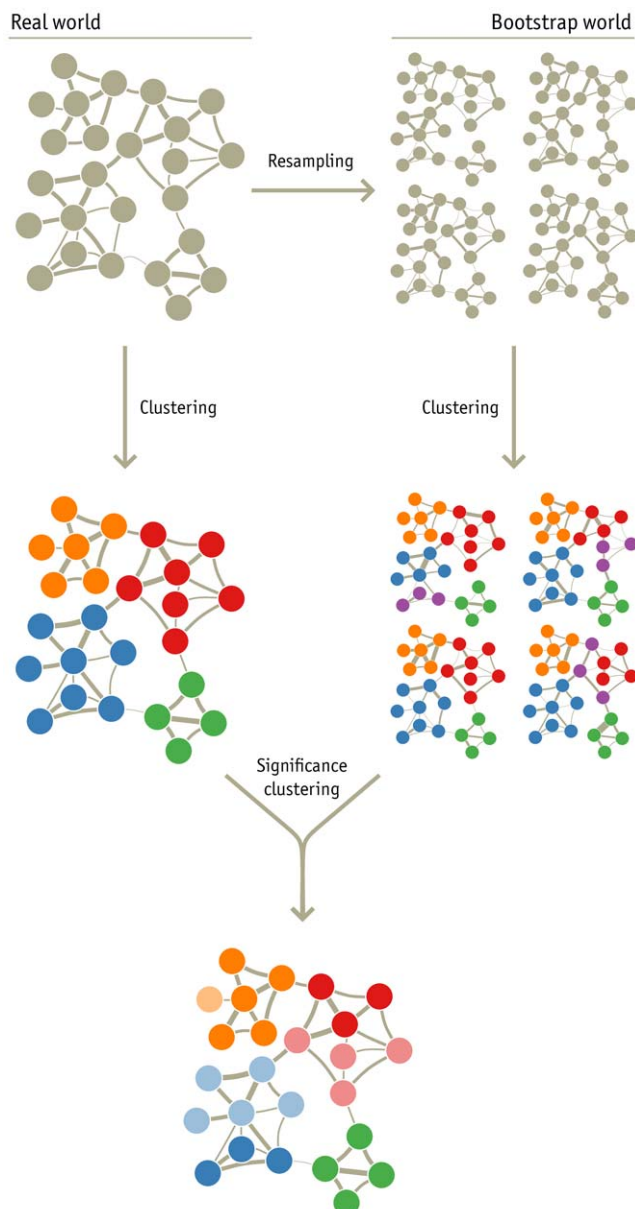 Real world
Bootstrap world
Resampling
Clustering
Clustering
Significance
clustering